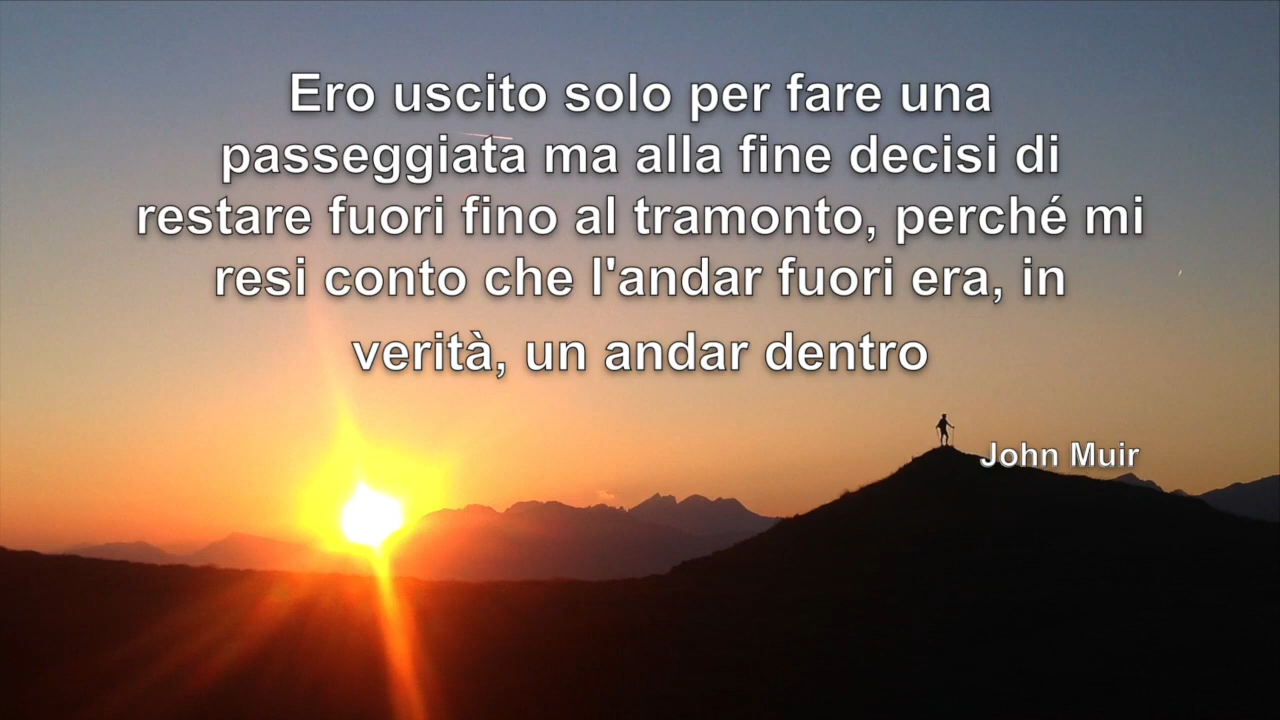 Ero uscito solo per fare una
passeggiata ma alla fine decisi di
restare fuori fino al tramonto, perché mi
resi conto che l'andar fuori era, in
verità, un andar dentro
John Muir